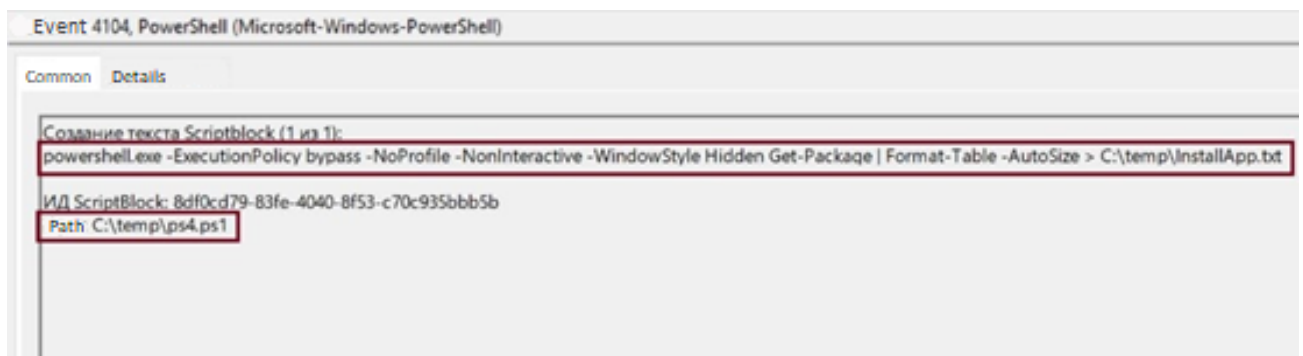 Event 4104, PowerShell (Microsoft-Windows-PowerShell)
Common Details
Создание текста Scriptblock (1 из 1):
powershell.exe -ExecutionPolicy bypass -NoProfile -NonInteractive -WindowStyle Hidden Get-Package | Format-Table -AutoSize > C:\temp\InstallApp.txt
ИД ScriptBlock: 8df0cd79-83fe-4040-8f53-c70c935bbb5b
Path C:\temp\ps4.ps1